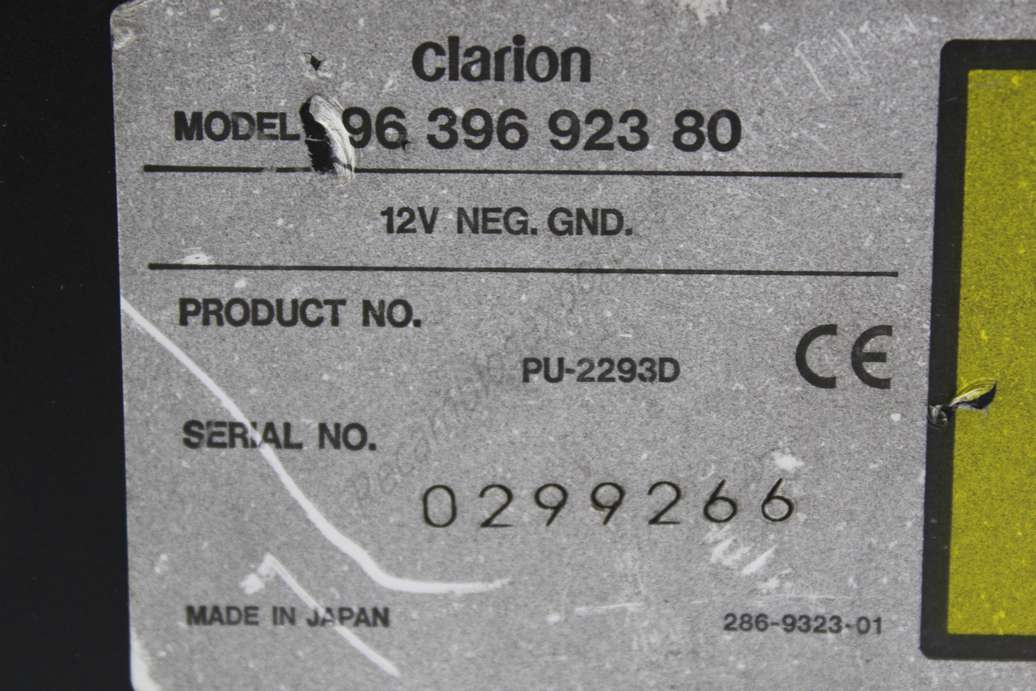 Clarion
MODEL 96 396 923 80
12V NEG. GND.
PRODUCT NO.
PU-2293D
CE
SERIAL NO.
0299266
MADE IN JAPAN
286-9323-01